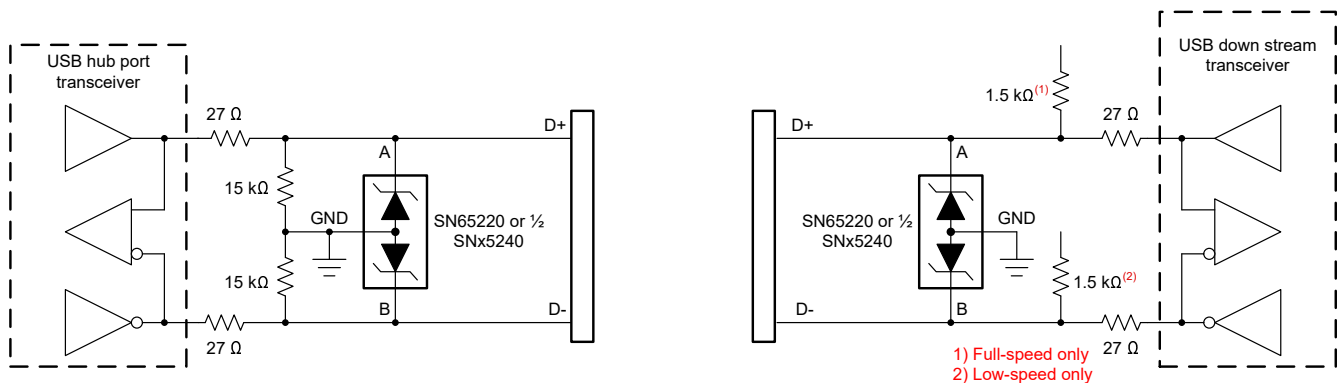 USB hub port
transceiver
27 Ω
15 kΩ
15 kΩ
27 Ω
A
GND
B
SN65220 or ½
SNx5240
D+
D-
D+
D-
A
GND
B
SN65220 or ½
SNx5240
1.5 kΩ(1)
1.5 kΩ(2)
27 Ω
27 Ω
USB down stream
transceiver
1) Full-speed only
2) Low-speed only